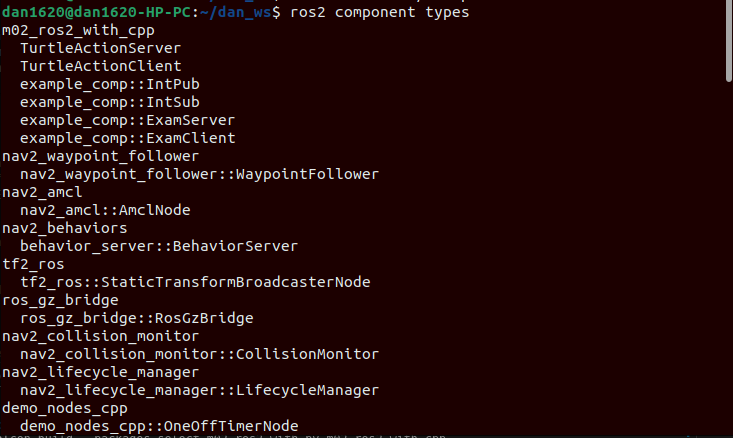 dan1620@dan1620-HP-PC:~/dan_ws$ ros2 component types
m02_ros2_with_cpp
  TurtleActionServer
  TurtleActionClient
  example_comp::IntPub
  example_comp::IntSub
  example_comp::ExamServer
  example_comp::ExamClient
nav2_waypoint_follower
  nav2_waypoint_follower::WaypointFollower
nav2_amcl
  nav2_amcl::AmclNode
nav2_behaviors
  behavior_server::BehaviorServer
tf2_ros
  tf2_ros::StaticTransformBroadcasterNode
ros_gz_bridge
  ros_gz_bridge::RosGzBridge
nav2_collision_monitor
  nav2_collision_monitor::CollisionMonitor
nav2_lifecycle_manager
  nav2_lifecycle_manager::LifecycleManager
demo_nodes_cpp
  demo_nodes_cpp::OneOffTimerNode